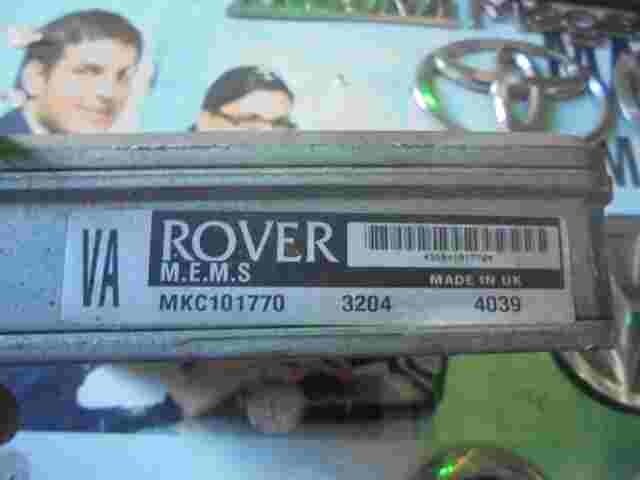 VA
ROVER
M.E.M.S
MADE IN UK
MKC101770 3204 4039